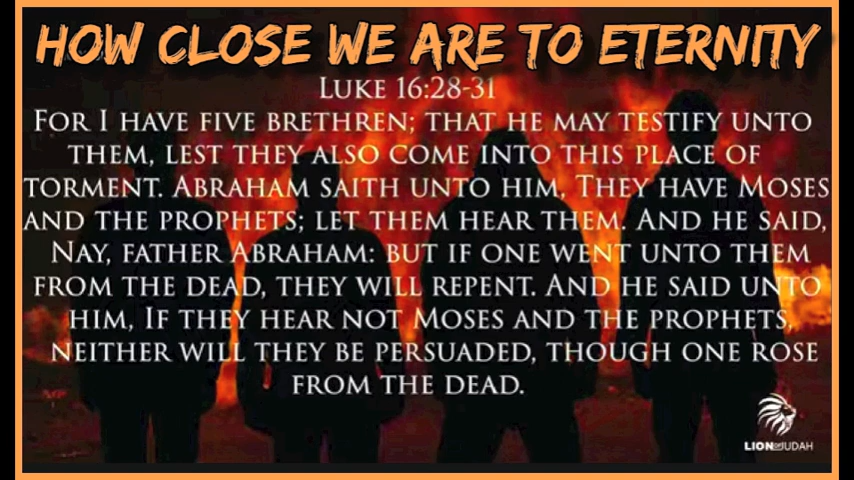 HOW CLOSE WE ARE TO ETERNITY
LUKE 16:28-31
FOR I HAVE FIVE BRETHREN; THAT HE MAY TESTIFY UNTO
THEM, LEST THEY ALSO COME INTO THIS PLACE OF
TORMENT. ABRAHAM SAITH UNTO HIM, THEY HAVE MOSES
AND THE PROPHETS; LET THEM HEAR THEM. AND HE SAID,
NAY, FATHER ABRAHAM: BUT IF ONE WENT UNTO THEM
FROM THE DEAD, THEY WILL REPENT. AND HE SAID UNTO
HIM, IF THEY HEAR NOT MOSES AND THE PROPHETS,
NEITHER WILL THEY BE PERSUADED, THOUGH ONE ROSE
FROM THE DEAD.
LION OF JUDAH